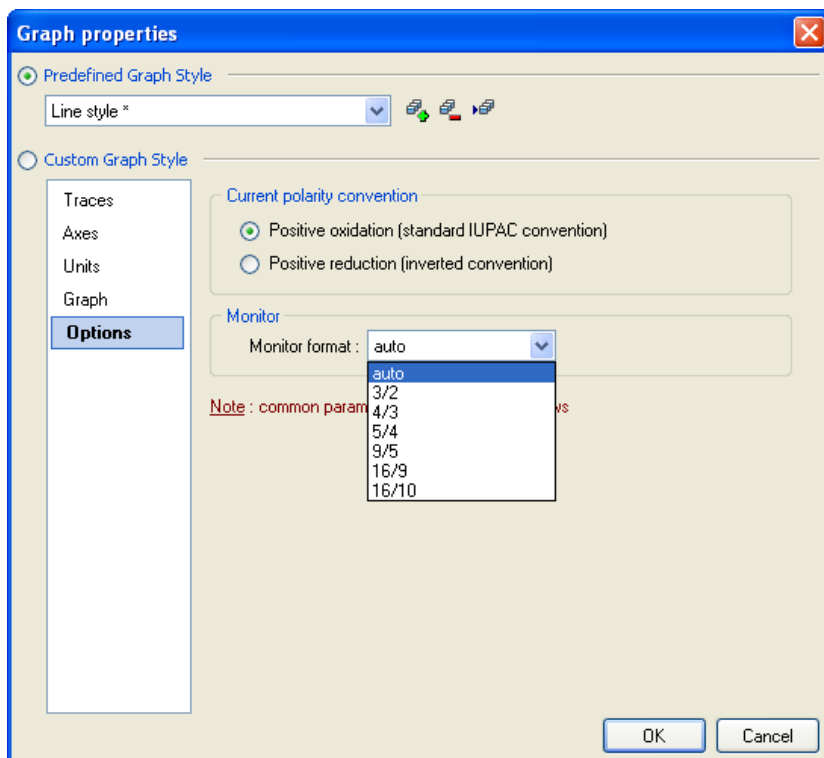 Graph properties
Predefined Graph Style
Line style *
Custom Graph Style
Traces
Axes
Units
Graph
Options
Current polarity convention
Positive oxidation (standard IUPAC convention)
Positive reduction (inverted convention)
Monitor
Monitor format : auto
auto
3/2
4/3
5/4
9/5
16/9
16/10
Note : common param
OK Cancel